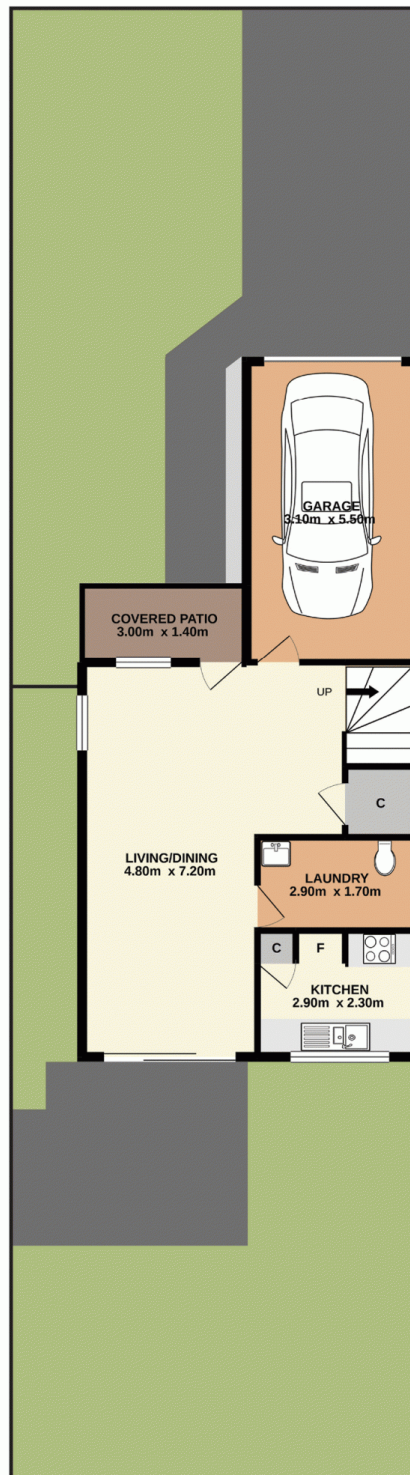 GARAGE
3.10m x 5.50m
COVERED PATIO
3.00m x 1.40m
UP
C
LIVING/DINING
4.80m x 7.20m
LAUNDRY
2.90m x 1.70m
C
F
KITCHEN
2.90m x 2.30m